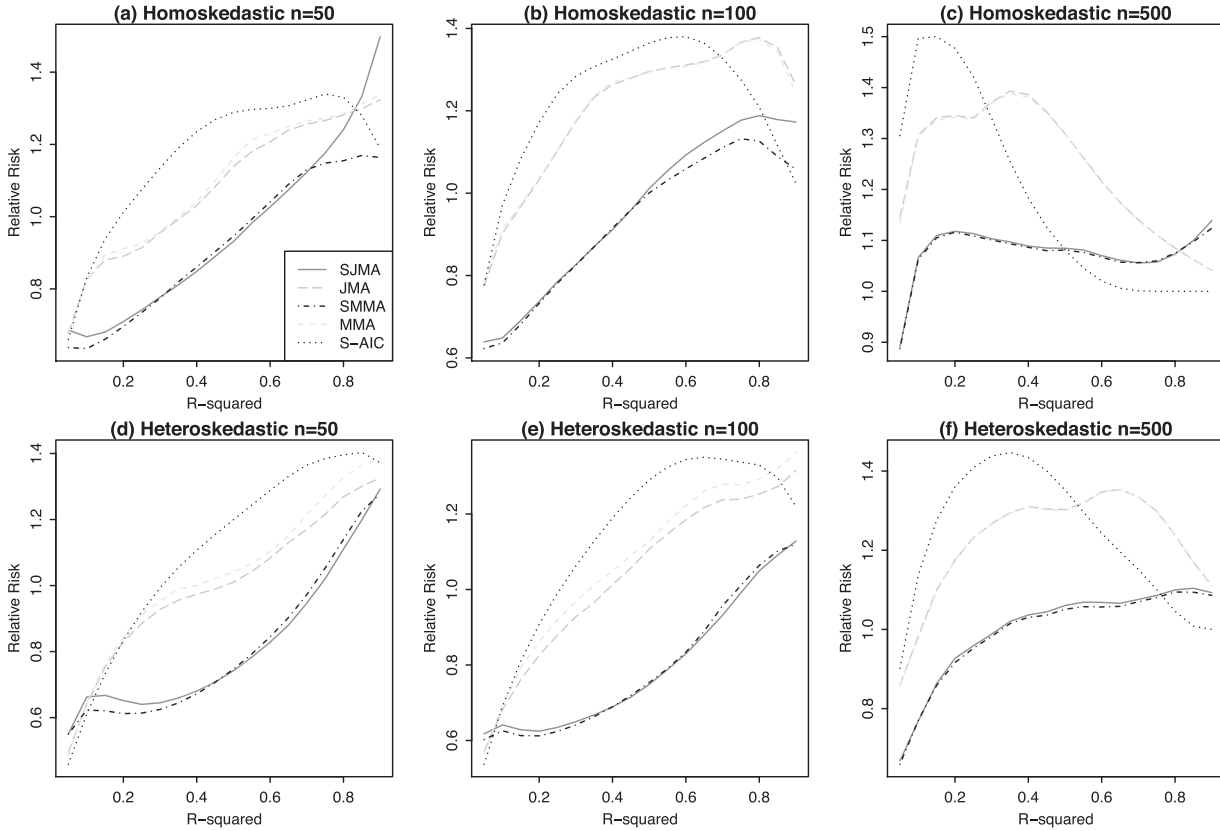 (a) Homoskedastic n=50
Relative Risk
1.4
1.2
1.0
0.8
0.2 0.4 0.6 0.8
R-squared
SJMA
JMA
SMMA
MMA
S-AIC
(b) Homoskedastic n=100
Relative Risk
1.4
1.2
1.0
0.8
0.6
0.2 0.4 0.6 0.8
R-squared
(c) Homoskedastic n=500
Relative Risk
1.5
1.4
1.3
1.2
1.1
1.0
0.9
0.2 0.4 0.6 0.8
R-squared
(d) Heteroskedastic n=50
Relative Risk
1.4
1.2
1.0
0.8
0.6
0.2 0.4 0.6 0.8
R-squared
(e) Heteroskedastic n=100
Relative Risk
1.2
1.0
0.8
0.6
0.2 0.4 0.6 0.8
R-squared
(f) Heteroskedastic n=500
Relative Risk
1.4
1.2
1.0
0.8
0.2 0.4 0.6 0.8
R-squared